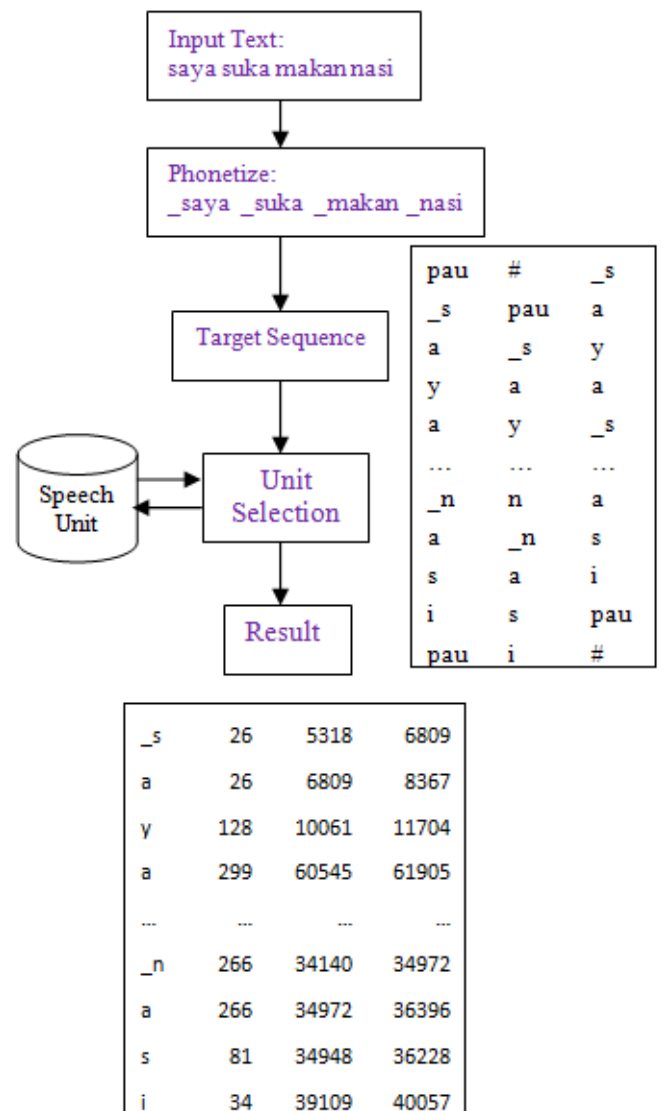 Input Text:
saya suka makan nasi
Phonetize:
_saya _suka _makan _nasi
Target Sequence
Speech
Unit
Unit
Selection
Result
pau # _s
_s pau a
a _s y
y a a
a y _s
... ... ...
_n n a
a _n s
s a i
i s pau
pau i #
_s 26 5318 6809
a 26 6809 8367
y 128 10061 11704
a 299 60545 61905
... ... ... ...
_n 266 34140 34972
a 266 34972 36396
s 81 34948 36228
i 34 39109 40057